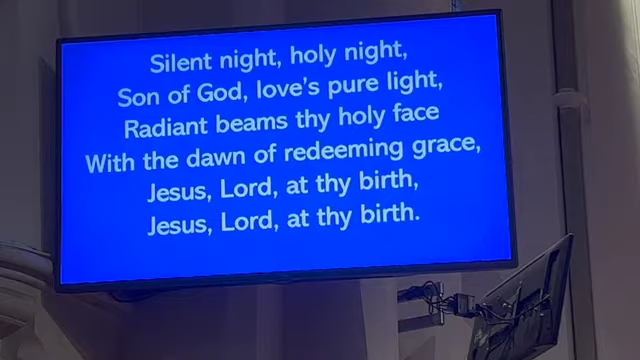 Silent night, holy night,
Son of God, love's pure light,
Radiant beams thy holy face
With the dawn of redeeming grace,
Jesus, Lord, at thy birth,
Jesus, Lord, at thy birth.